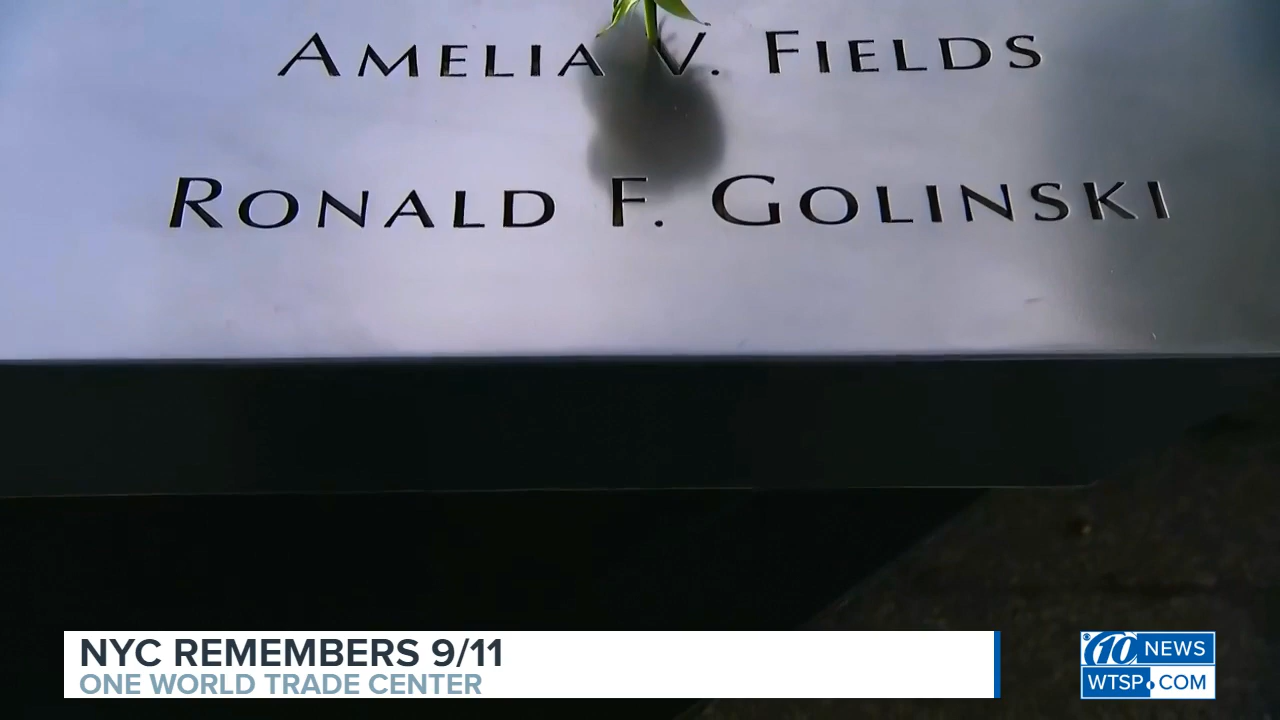 AMELIA V. FIELDS
RONALD F. GOLINSKI
NYC REMEMBERS 9/11
ONE WORLD TRADE CENTER
10 NEWS
WTSP.COM